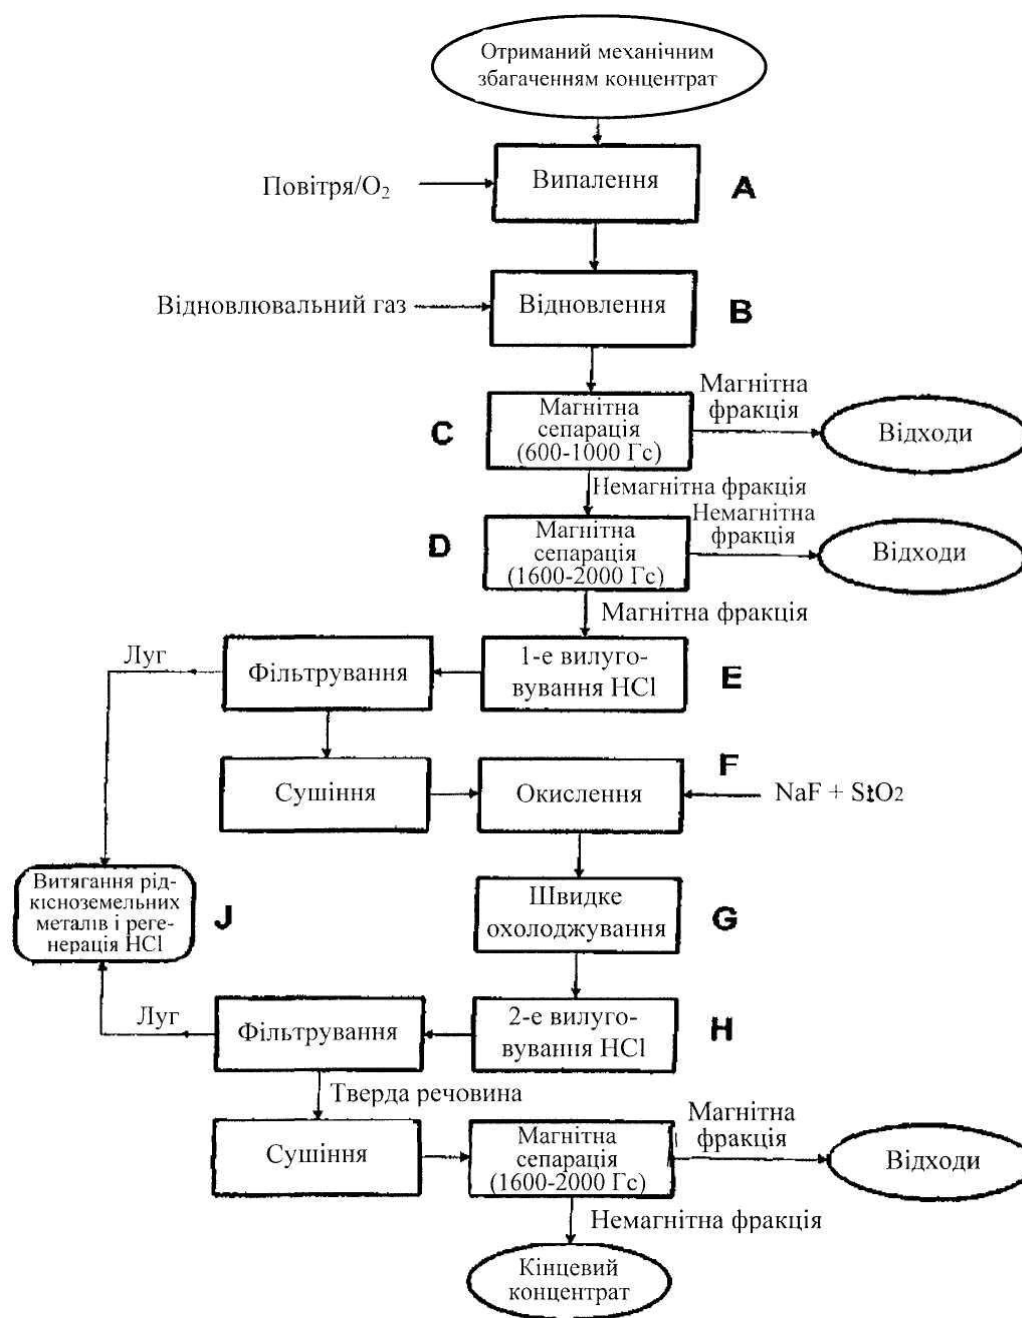 Отриманий механічним
збагаченням концентрат
Повітря/O2
Випалення
A
Відновлювальний газ
Відновлення
B
C
Магнітна
сепарація
(600-1000 Гс)
Магнітна
фракція
Відходи
Немагнітна фракція
D
Магнітна
сепарація
(1600-2000 Гс)
Немагнітна
фракція
Відходи
Магнітна фракція
Луг
Фільтрування
1-е вилуго-
вування HCl
E
Сушіння
Окислення
F
NaF + StO2
Витягання рід-
кісноземельних
металів і реге-
нерація HCl
J
Швидке
охолоджування
G
Луг
Фільтрування
2-е вилуго-
вування HCl
H
Тверда речовина
Сушіння
Магнітна
сепарація
(1600-2000 Гс)
Магнітна
фракція
Відходи
Немагнітна фракція
Кінцевий
концентрат